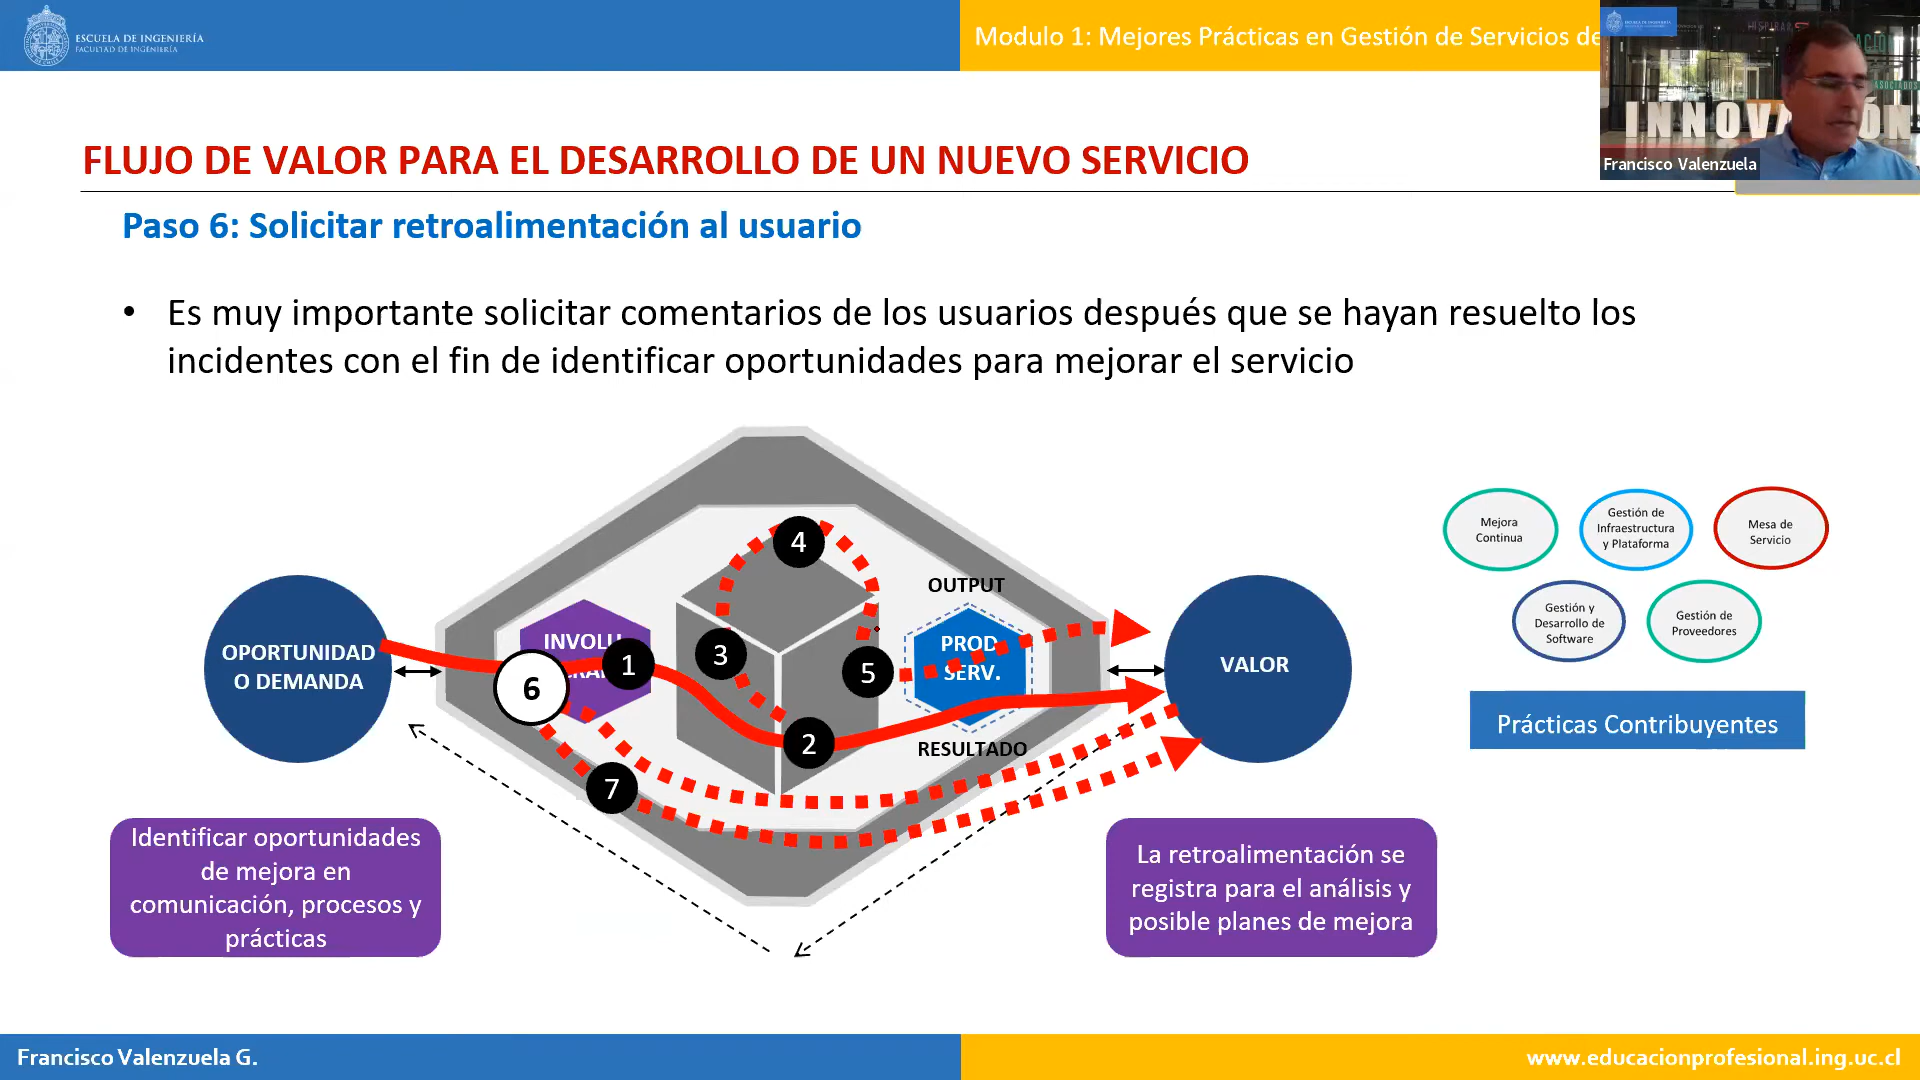 ESCUELA DE INGENIERÍA
FACULTAD DE INGENIERÍA
Modulo 1: Mejores Prácticas en Gestión de Servicios de
INNOVACIÓN
Francisco Valenzuela
FLUJO DE VALOR PARA EL DESARROLLO DE UN NUEVO SERVICIO
Paso 6: Solicitar retroalimentación al usuario
• Es muy importante solicitar comentarios de los usuarios después que se hayan resuelto los
incidentes con el fin de identificar oportunidades para mejorar el servicio
OPORTUNIDAD
O DEMANDA
INVOLU
6
1
2
3
4
5
7
OUTPUT
PROD.
SERV.
RESULTADO
VALOR
Mejora
Continua
Gestión de
Infraestructura
y Plataforma
Mesa de
Servicio
Gestión y
Desarrollo de
Software
Gestión de
Proveedores
Prácticas Contribuyentes
Identificar oportunidades
de mejora en
comunicación, procesos y
prácticas
La retroalimentación se
registra para el análisis y
posible planes de mejora
Francisco Valenzuela G.
www.educacionprofesional.ing.uc.cl